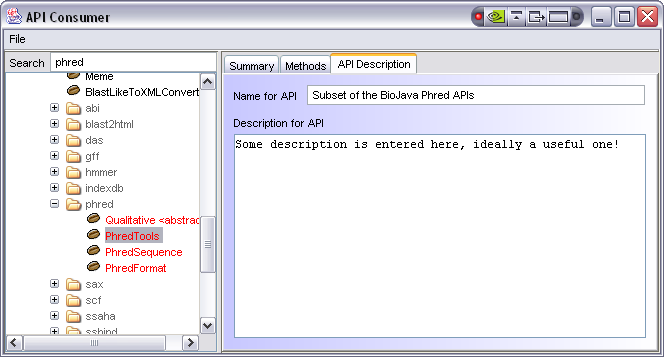 API Consumer
File
Search phred
Meme
BlastLikeToXMLConvert
abi
blast2html
das
gff
hmmer
indexdb
phred
Qualitative <abstrac
PhredTools
PhredSequence
PhredFormat
sax
scf
ssaha
ssbind
Summary Methods API Description
Name for API Subset of the BioJava Phred APIs
Description for API
Some description is entered here, ideally a useful one!